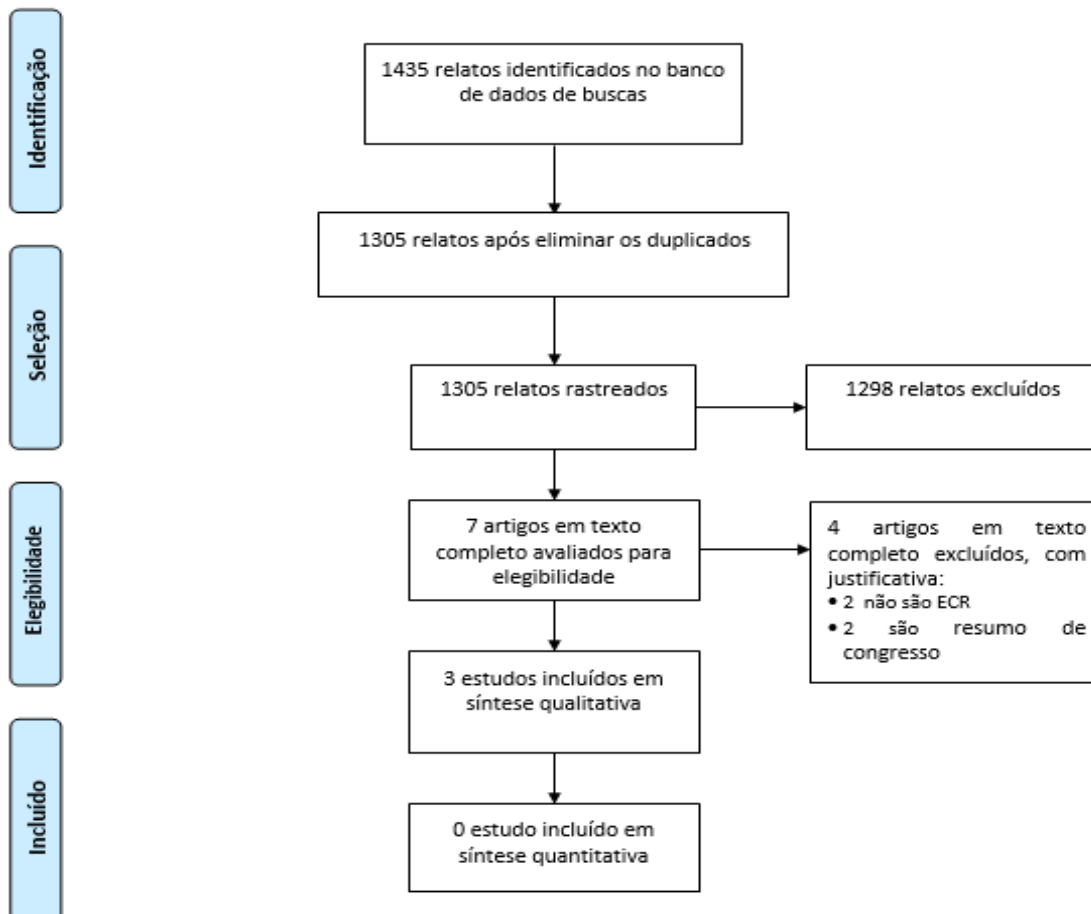 Identificação
1435 relatos identificados no banco
de dados de buscas
1305 relatos após eliminar os duplicados
Seleção
1305 relatos rastreados
1298 relatos excluídos
Elegibilidade
7 artigos em texto
completo avaliados para
elegibilidade
4 artigos em texto
completo excluídos, com
justificativa:
• 2 não são ECR
• 2 são resumo de
congresso
3 estudos incluídos em
síntese qualitativa
Incluído
0 estudo incluído em
síntese quantitativa